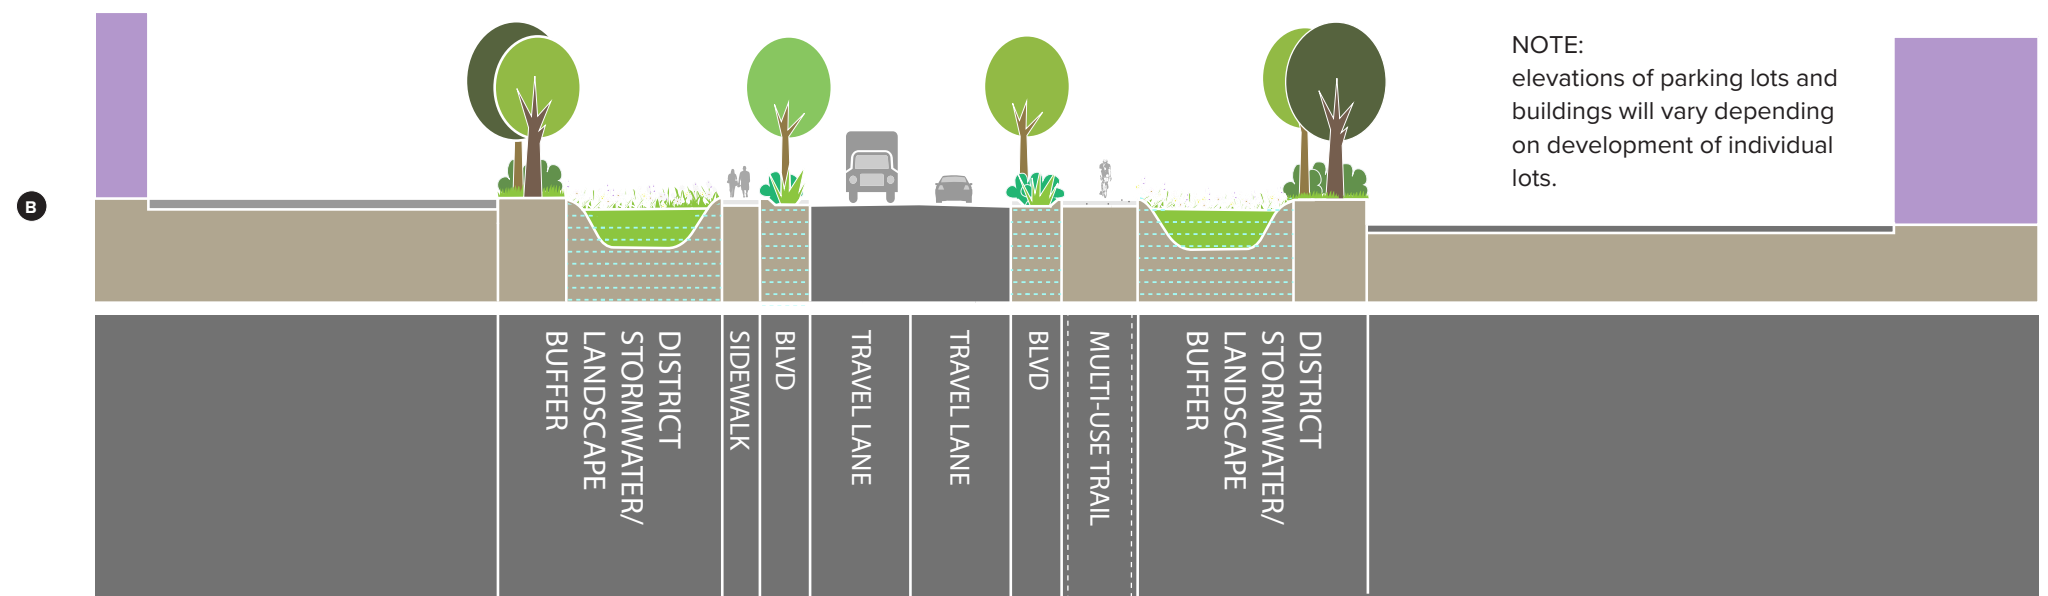 NOTE:
elevations of parking lots and
buildings will vary depending
on development of individual
lots.
B
DISTRICT
STORMWATER/
LANDSCAPE
BUFFER
SIDEWALK
BLVD
TRAVEL LANE
TRAVEL LANE
BLVD
MULTI-USE TRAIL
DISTRICT
STORMWATER/
LANDSCAPE
BUFFER